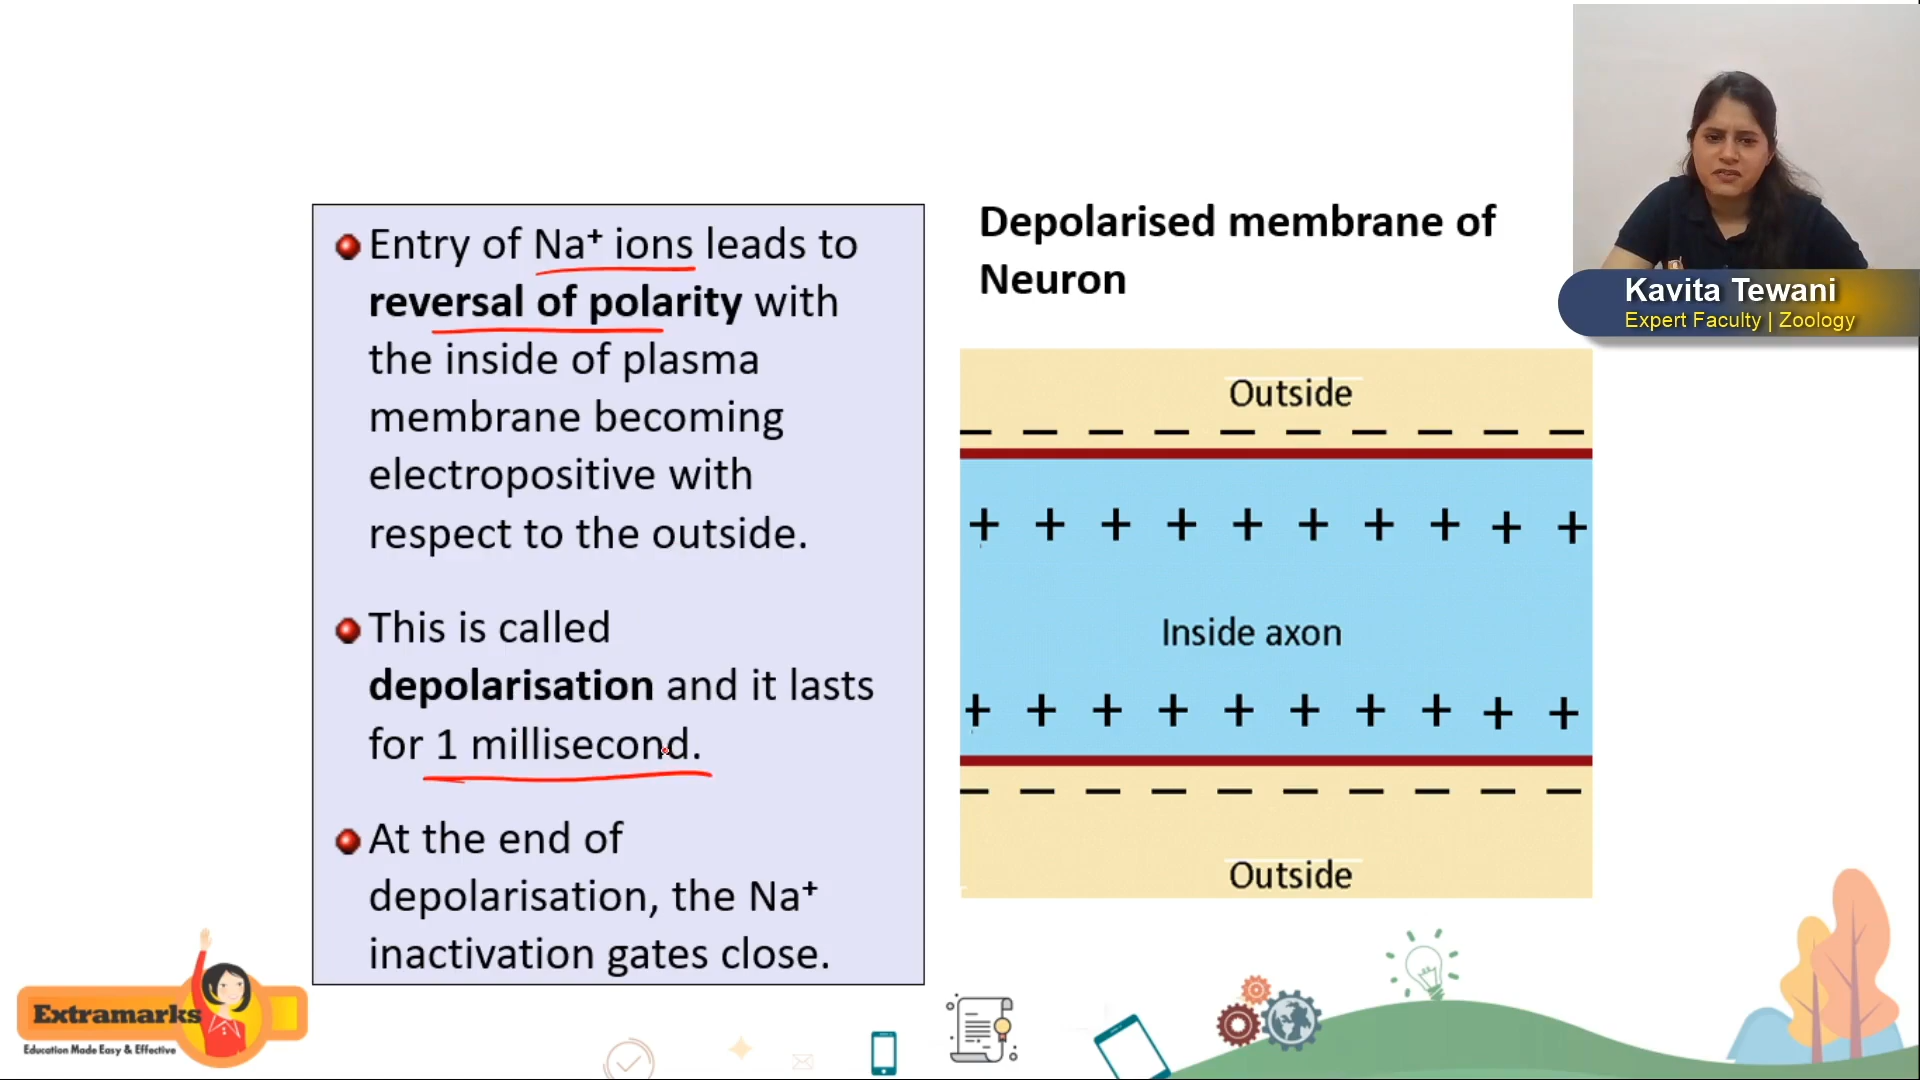 Entry of Na⁺ ions leads to
reversal of polarity with
the inside of plasma
membrane becoming
electropositive with
respect to the outside.
This is called
depolarisation and it lasts
for 1 millisecond.
At the end of
depolarisation, the Na⁺
inactivation gates close.
Depolarised membrane of
Neuron
Outside
Inside axon
Outside
Kavita Tewani
Expert Faculty | Zoology
Extramarks
Education Made Easy & Effective